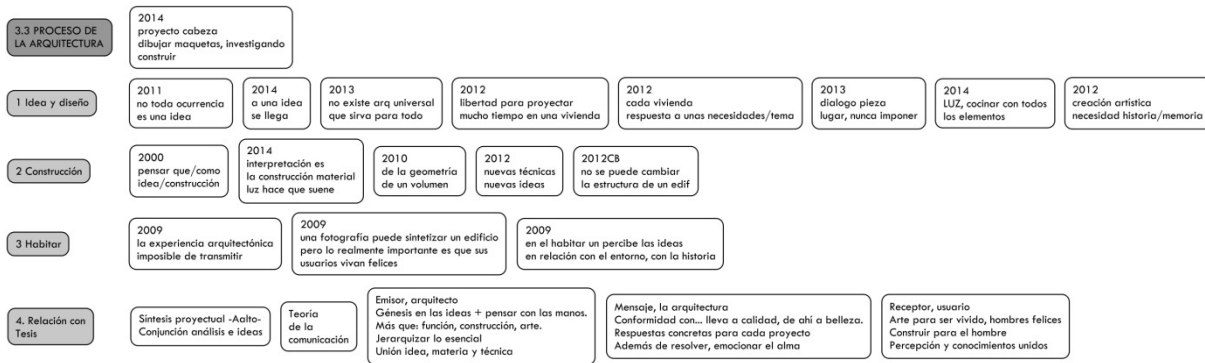 3.3 PROCESO DE
LA ARQUITECTURA
2014
proyecto cabeza
dibujar maquetas, investigando
construir
1 Idea y diseño
2011
no toda ocurrencia
es una idea
2014
a una idea
se llega
2013
no existe arq universal
que sirva para todo
2012
libertad para proyectar
mucho tiempo en una vivienda
2012
cada vivienda
respuesta a unas necesidades/tema
2013
dialogo pieza
lugar, nunca imponer
2014
LUZ, cocinar con todos
los elementos
2012
creación artística
necesidad historia/memoria
2 Construcción
2000
pensar que/como
idea/construcción
2014
interpretación es
la construcción material
luz hace que suene
2010
de la geometría
de un volumen
2012
nuevas técnicas
nuevas ideas
2012CB
no se puede cambiar
la estructura de un edif
3 Habitar
2009
la experiencia arquitectónica
imposible de transmitir
2009
una fotografía puede sintetizar un edificio
pero lo realmente importante es que sus
usuarios vivan felices
2009
en el habitar un percibe las ideas
en relación con el entorno, con la historia
4. Relación con
Tesis
Síntesis proyectual -Aalto-
Conjunción análisis e ideas
Teoría
de la
comunicación
Emisor, arquitecto
Génesis en las ideas + pensar con las manos.
Más que: función, construcción, arte.
Jerarquizar lo esencial
Unión idea, materia y técnica
Mensaje, la arquitectura
Conformidad con... lleva a calidad, de ahí a belleza.
Respuestas concretas para cada proyecto
Además de resolver, emocionar el alma
Receptor, usuario
Arte para ser vivido, hombres felices
Construir para el hombre
Percepción y conocimientos unidos